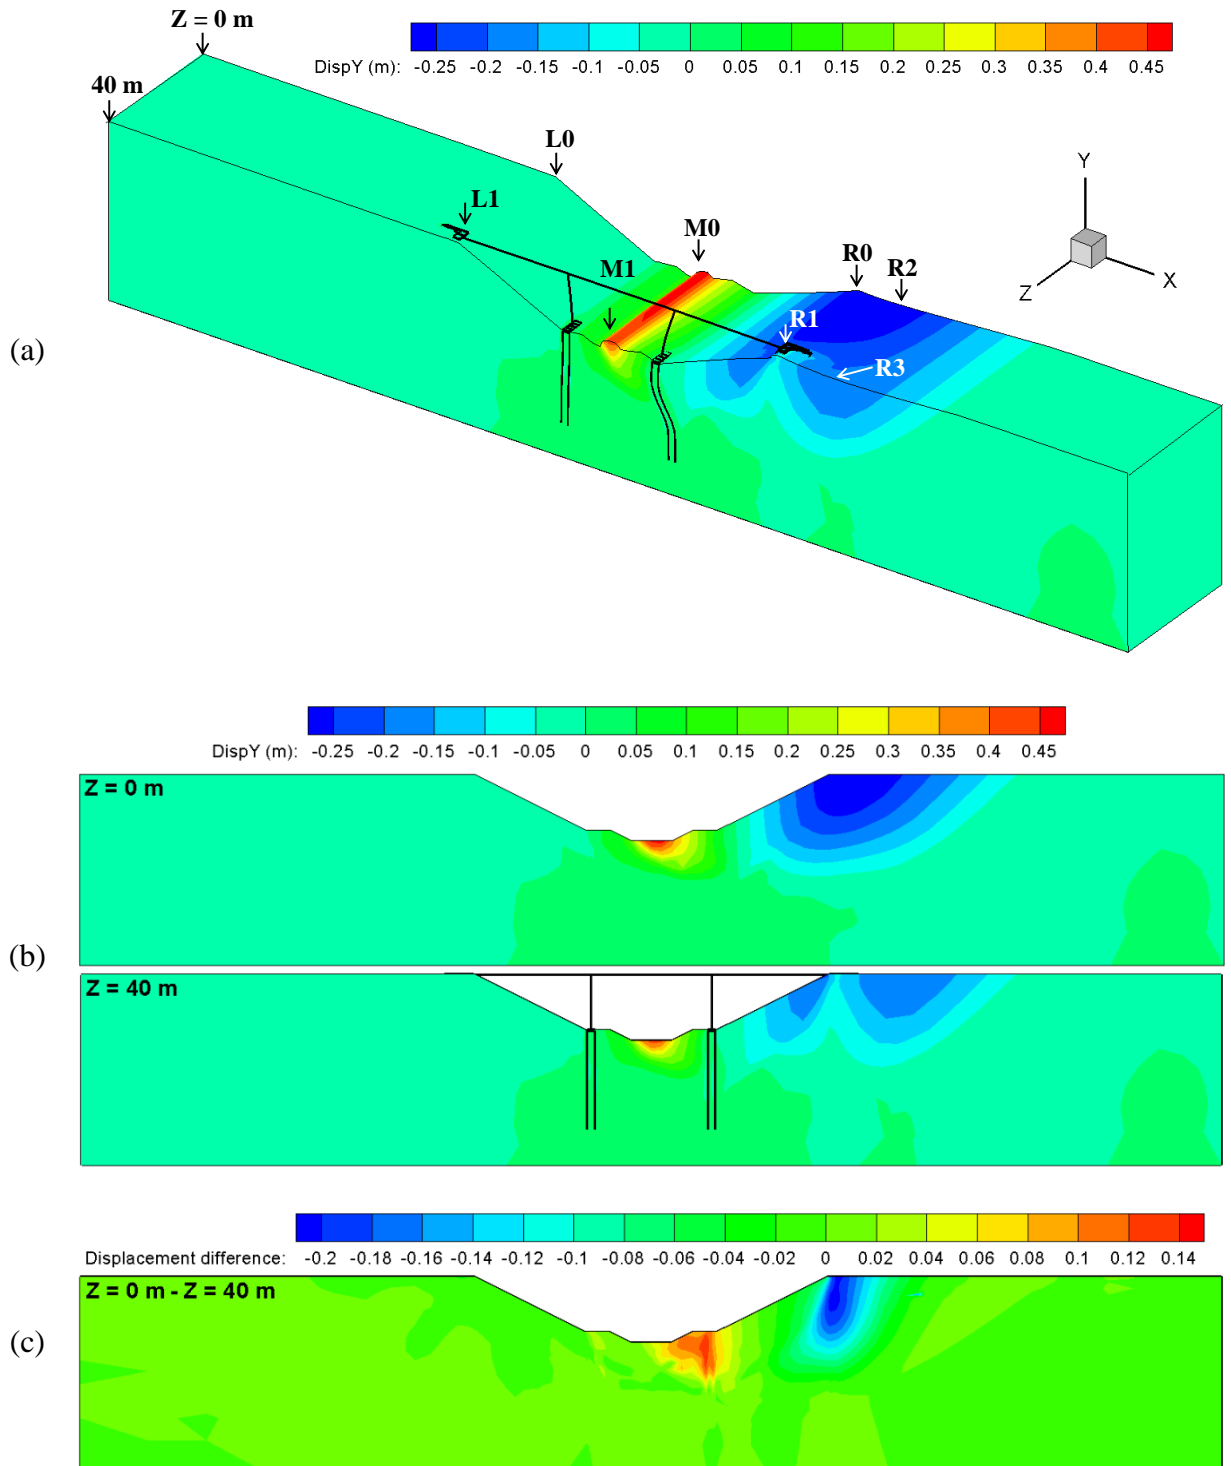 Z = 0 m
DispY (m): -0.25 -0.2 -0.15 -0.1 -0.05 0 0.05 0.1 0.15 0.2 0.25 0.3 0.35 0.4 0.45
40 m
L0
L1
M0
M1
R0
R2
R1
R3
Y
X
Z
(a)
DispY (m): -0.25 -0.2 -0.15 -0.1 -0.05 0 0.05 0.1 0.15 0.2 0.25 0.3 0.35 0.4 0.45
Z = 0 m
(b)
Z = 40 m
Displacement difference: -0.2 -0.18 -0.16 -0.14 -0.12 -0.1 -0.08 -0.06 -0.04 -0.02 0 0.02 0.04 0.06 0.08 0.1 0.12 0.14
Z = 0 m - Z = 40 m
(c)